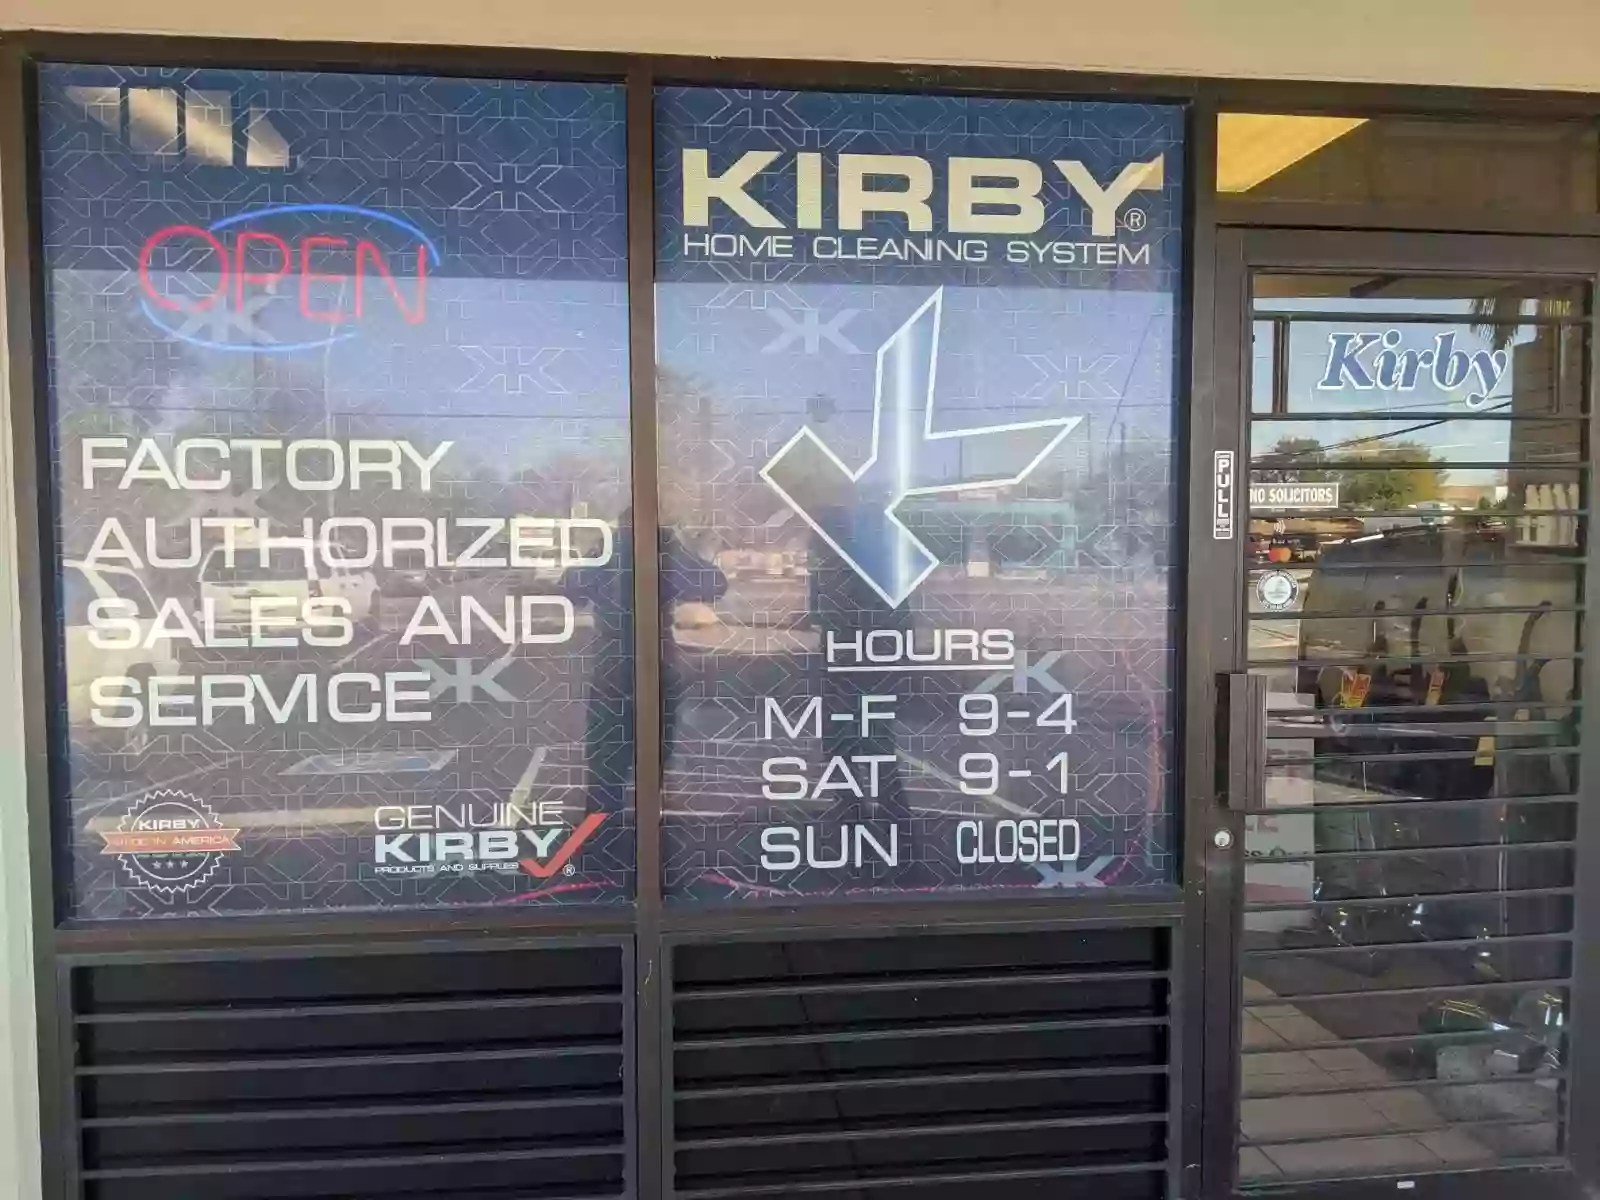 OPEN
FACTORY
AUTHORIZED
SALES AND
SERVICE
KIRBY
MADE IN AMERICA
GENUINE
KIRBY
PRODUCTS AND SUPPLIES
®
KIRBY®
HOME CLEANING SYSTEM
HOURS
M-F 9-4
SAT 9-1
SUN CLOSED
Kirby
PULL
NO SOLICITORS